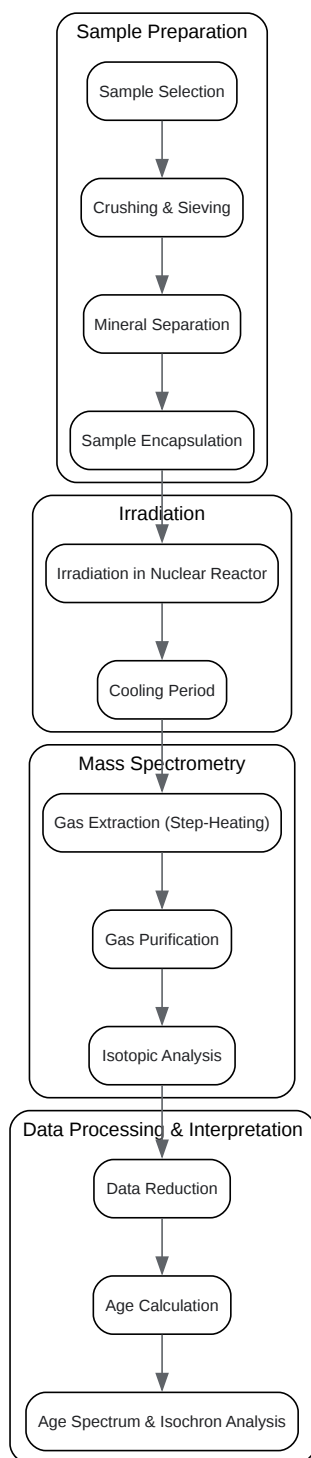 Sample Preparation
Sample Selection
Crushing & Sieving
Mineral Separation
Sample Encapsulation
Irradiation
Irradiation in Nuclear Reactor
Cooling Period
Mass Spectrometry
Gas Extraction (Step-Heating)
Gas Purification
Isotopic Analysis
Data Processing & Interpretation
Data Reduction
Age Calculation
Age Spectrum & Isochron Analysis